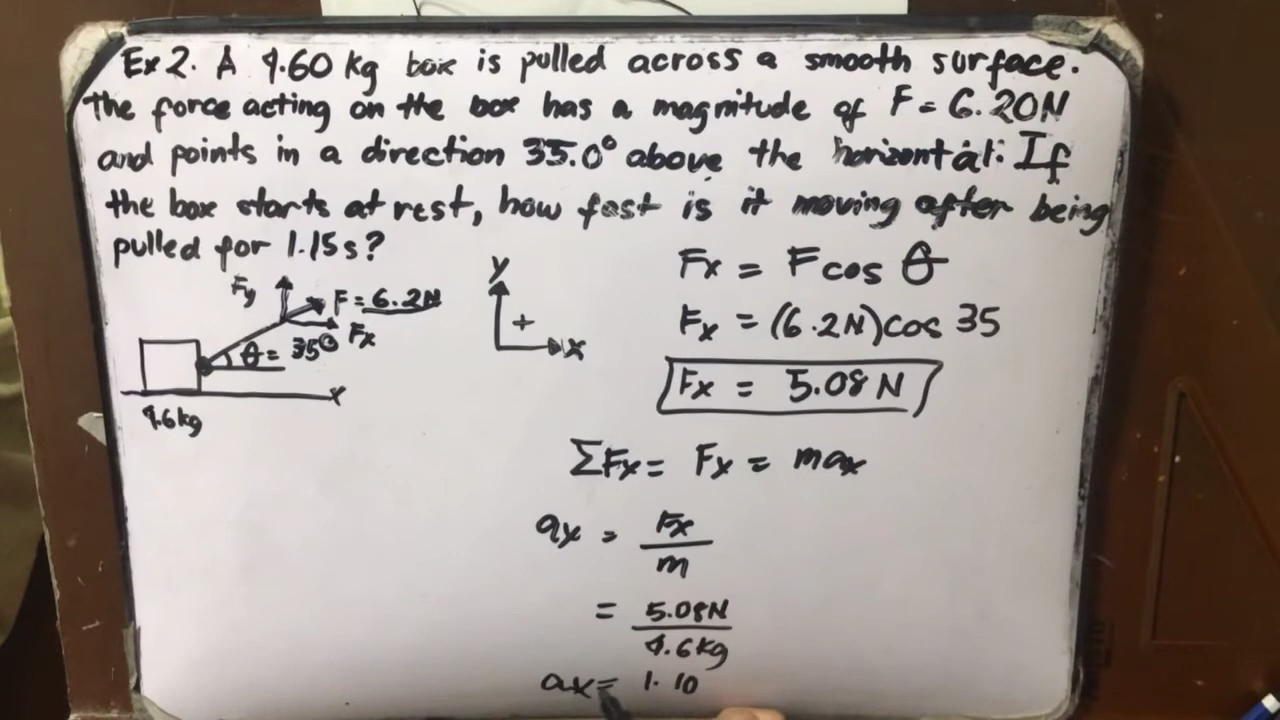 Ex 2. A 4.60 kg box is pulled across a smooth surface.
The force acting on the box has a magnitude of F = 6.20N
and points in a direction 35.0° above the horizontal. If
the box starts at rest, how fast is it moving after being
pulled for 1.15s?
Fy F = 6.2N
Fx
θ = 35°
x
4.6kg
y
+
x
Fx = F cos θ
Fx = (6.2N)cos 35
Fx = 5.08 N
ΣFx = Fx = max
ax = Fx
m
= 5.08N
4.6kg
ax = 1.10